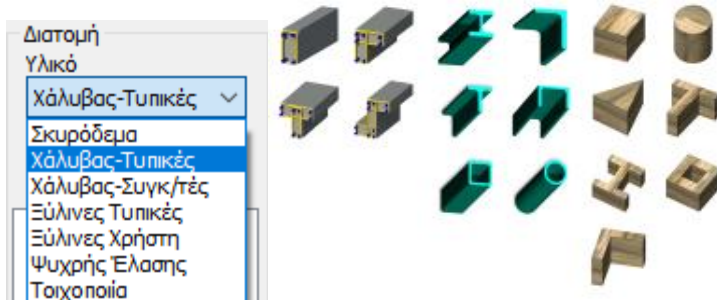 Διατομή
Υλικό
Χάλυβας-Τυπικές
Σκυρόδεμα
Χάλυβας-Τυπικές
Χάλυβας-Συγκ/τές
Ξύλινες Τυπικές
Ξύλινες Χρήστη
Ψυχρής Έλασης
Τοιχοποιία